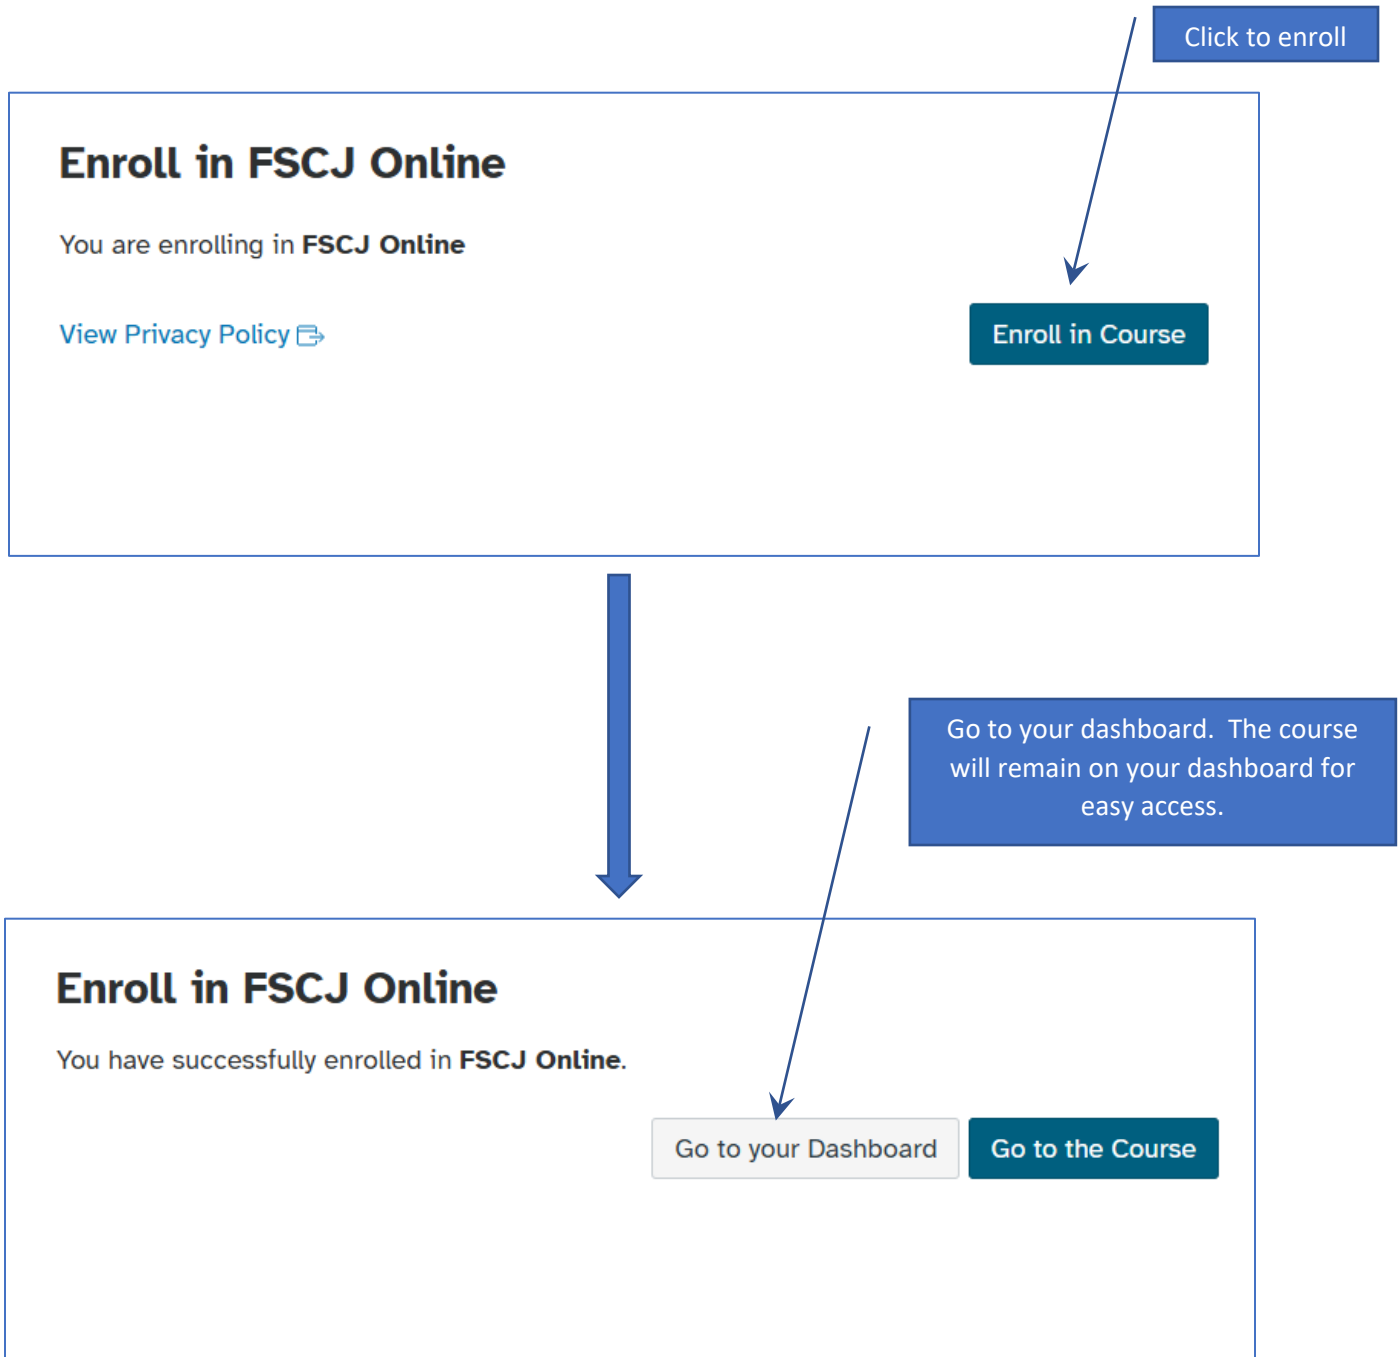 Click to enroll
Enroll in FSCJ Online
You are enrolling in FSCJ Online
View Privacy Policy
Enroll in Course
Go to your dashboard.  The course
will remain on your dashboard for
easy access.
Enroll in FSCJ Online
You have successfully enrolled in FSCJ Online.
Go to your Dashboard
Go to the Course